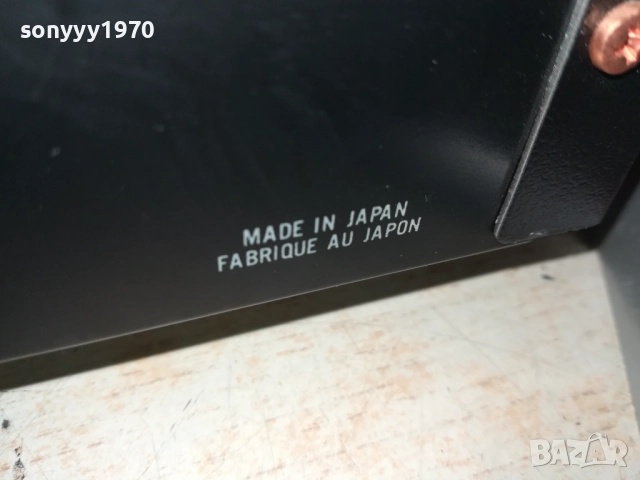 sonyyy1970
MADE IN JAPAN
FABRIQUE AU JAPON
BAZAR